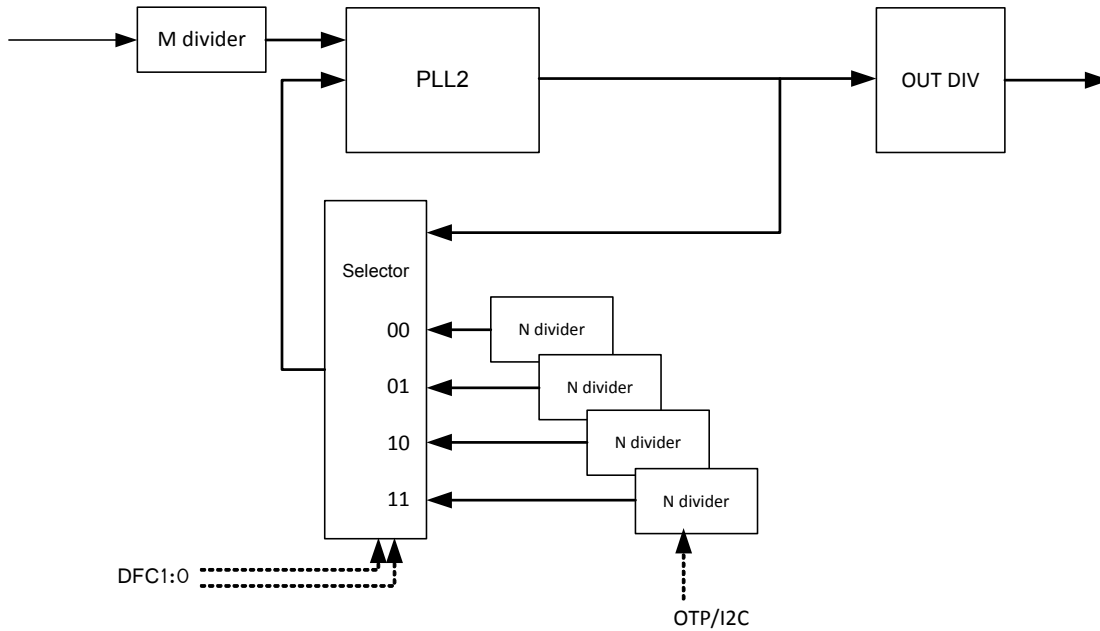 M divider
PLL2
OUT DIV
Selector
00
N divider
01
N divider
10
N divider
11
N divider
DFC1:0
OTP/I2C